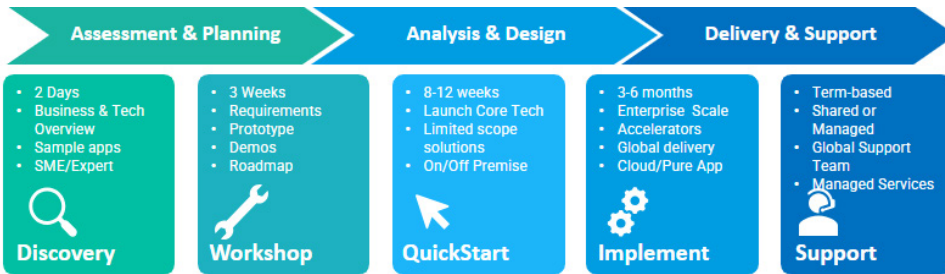 Assessment & Planning
Analysis & Design
Delivery & Support
• 2 Days
• Business & Tech
Overview
• Sample apps
• SME/Expert
Discovery
• 3 Weeks
• Requirements
• Prototype
• Demos
• Roadmap
Workshop
• 8-12 weeks
• Launch Core Tech
• Limited scope
solutions
• On/Off Premise
QuickStart
• 3-6 months
• Enterprise Scale
• Accelerators
• Global delivery
• Cloud/Pure App
Implement
• Term-based
• Shared or
Managed
• Global Support
Team
• Managed Services
Support